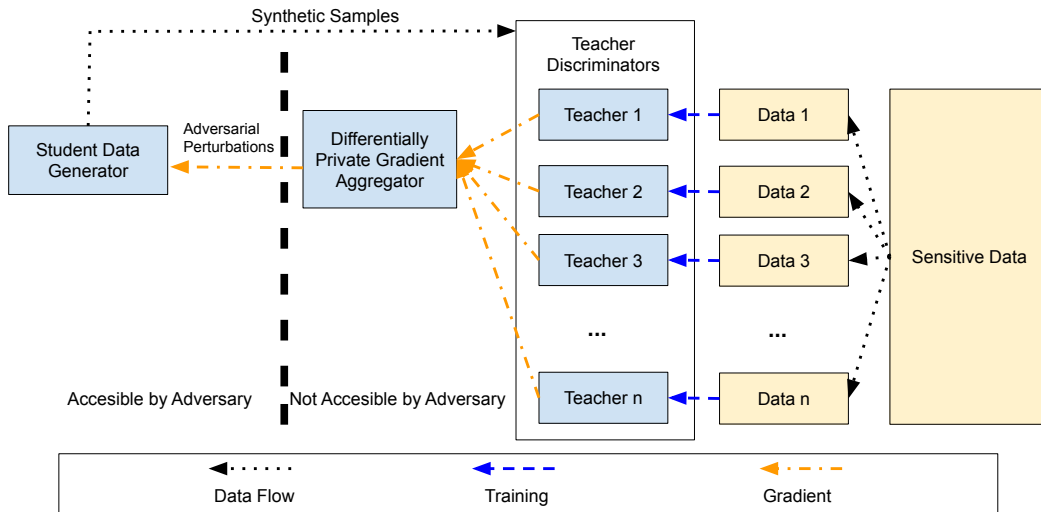 Synthetic Samples
Teacher
Discriminators
Teacher 1
Data 1
Adversarial
Perturbations
Student Data
Generator
Differentially
Private Gradient
Aggregator
Teacher 2
Data 2
Teacher 3
Data 3
Sensitive Data
...
...
Accesible by Adversary
Not Accesible by Adversary
Teacher n
Data n
Data Flow
Training
Gradient